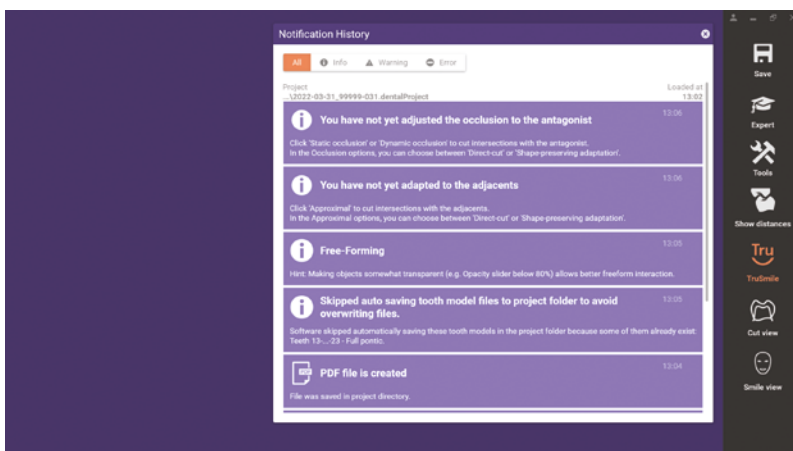 Notification History
All
Info
Warning
Error
Project
Loaded at
...\2022-03-31_99999-031.dentalProject
13:02
You have not yet adjusted the occlusion to the antagonist
13:06
Click 'Static occlusion' or 'Dynamic occlusion' to cut intersections with the antagonist.
In the Occlusion options, you can choose between 'Direct-cut' or 'Shape-preserving adaptation'.
You have not yet adapted to the adjacents
13:06
Click 'Approximal' to cut intersections with the adjacents.
In the Approximal options, you can choose between 'Direct-cut' or 'Shape-preserving adaptation'.
Free-Forming
13:05
Hint: Making objects somewhat transparent (e.g. Opacity slider below 80%) allows better freeform interaction.
Skipped auto saving tooth model files to project folder to avoid
overwriting files.
13:05
Software skipped automatically saving these tooth models in the project folder because some of them already exist:
Teeth 13-...-23 - Full pontic.
PDF
PDF file is created
13:04
File was saved in project directory.
Save
Expert
Tools
Show distances
Tru
TruSmile
Cut view
Smile view